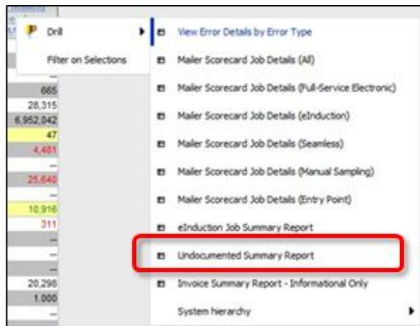 Drill
Filter on Selections
View Error Details by Error Type
Mailer Scorecard Job Details (All)
Mailer Scorecard Job Details (Full-Service Electronic)
Mailer Scorecard Job Details (eInduction)
Mailer Scorecard Job Details (Seamless)
Mailer Scorecard Job Details (Manual Sampling)
Mailer Scorecard Job Details (Entry Point)
eInduction Job Summary Report
Undocumented Summary Report
Invoice Summary Report - Informational Only
System hierarchy
665
28,315
6,952,042
47
4,481
--
25,640
--
10,916
311
--
--
--
20,298
1.000
--